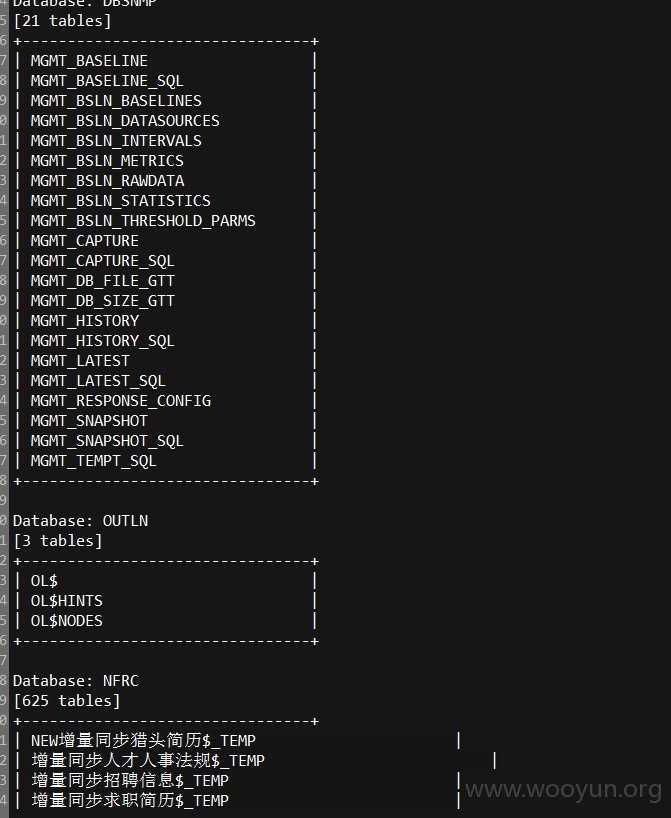 4 Database: DBSNMP
5 [21 tables]
6 +--------------------------------+
7 | MGMT_BASELINE |
8 | MGMT_BASELINE_SQL |
9 | MGMT_BSLN_BASELINES |
0 | MGMT_BSLN_DATASOURCES |
1 | MGMT_BSLN_INTERVALS |
2 | MGMT_BSLN_METRICS |
3 | MGMT_BSLN_RAWDATA |
4 | MGMT_BSLN_STATISTICS |
5 | MGMT_BSLN_THRESHOLD_PARMS |
6 | MGMT_CAPTURE |
7 | MGMT_CAPTURE_SQL |
8 | MGMT_DB_FILE_GTT |
9 | MGMT_DB_SIZE_GTT |
0 | MGMT_HISTORY |
1 | MGMT_HISTORY_SQL |
2 | MGMT_LATEST |
3 | MGMT_LATEST_SQL |
4 | MGMT_RESPONSE_CONFIG |
5 | MGMT_SNAPSHOT |
6 | MGMT_SNAPSHOT_SQL |
7 | MGMT_TEMPT_SQL |
8 +--------------------------------+
9
0 Database: OUTLN
1 [3 tables]
2 +--------------------------------+
3 | OL$ |
4 | OL$HINTS |
5 | OL$NODES |
6 +--------------------------------+
7
8 Database: NFRC
9 [625 tables]
0 +--------------------------------+
1 | NEW增量同步猎头简历$_TEMP |
2 | 增量同步人才人事法规$_TEMP |
3 | 增量同步招聘信息$_TEMP |
4 | 增量同步求职简历$_TEMP |
www.wooyun.org